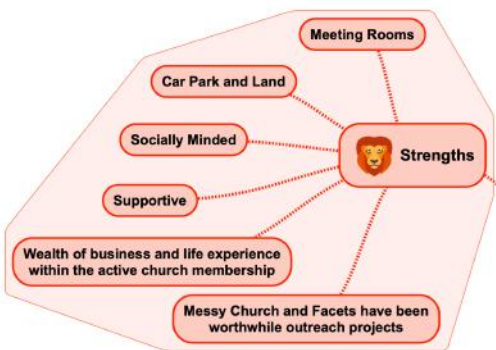 Meeting Rooms
Car Park and Land
Socially Minded
Strengths
Supportive
Wealth of business and life experience
within the active church membership
Messy Church and Facets have been
worthwhile outreach projects